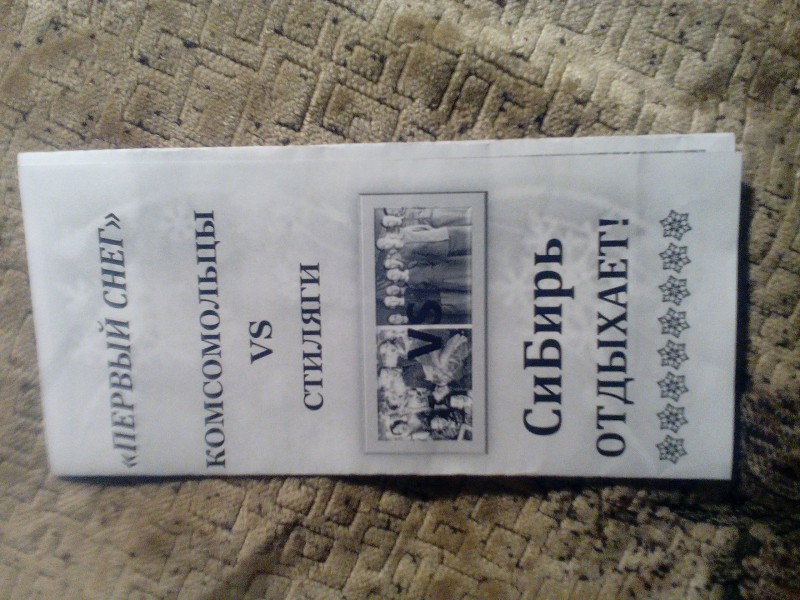 «ПЕРВЫЙ СНЕГ»
КОМСОМОЛЬЦЫ
VS
СТИЛЯГИ
VS
СиБирь
ОТДЫХАЕТ!